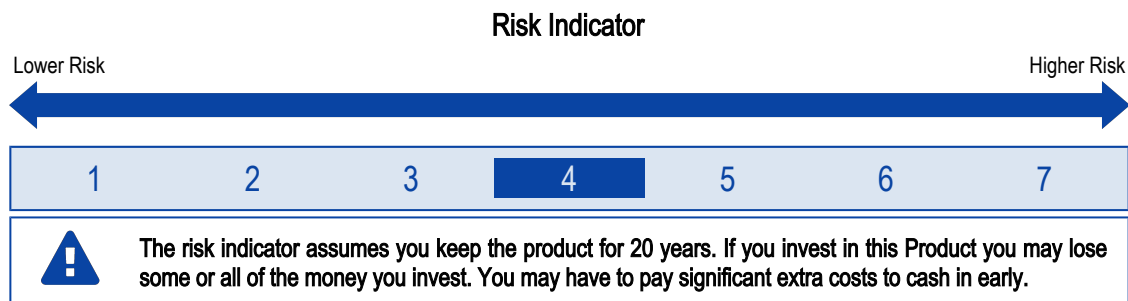 Risk Indicator
Lower Risk Higher Risk
1 2 3 4 5 6 7
The risk indicator assumes you keep the product for 20 years. If you invest in this Product you may lose
some or all of the money you invest. You may have to pay significant extra costs to cash in early.